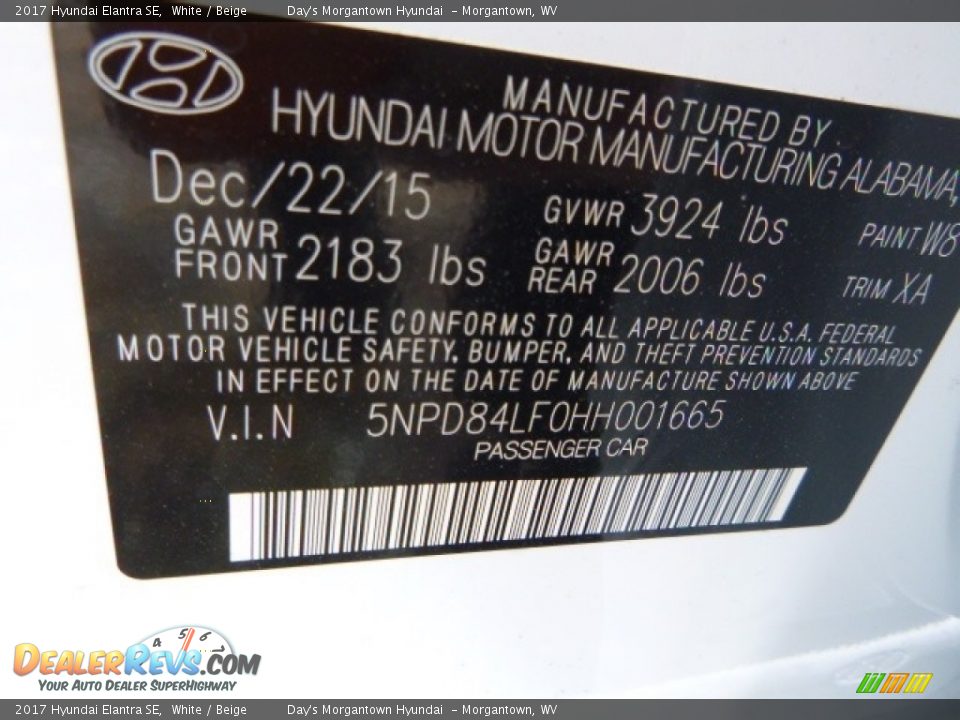 2017 Hyundai Elantra SE, White / Beige Day's Morgantown Hyundai - Morgantown, WV
MANUFACTURED BY
HYUNDAI MOTOR MANUFACTURING ALABAMA,
Dec/22/15 GVWR 3924 lbs PAINT W8
GAWR FRONT 2183 lbs GAWR REAR 2006 lbs TRIM XA
THIS VEHICLE CONFORMS TO ALL APPLICABLE U.S.A. FEDERAL
MOTOR VEHICLE SAFETY, BUMPER, AND THEFT PREVENTION STANDARDS
IN EFFECT ON THE DATE OF MANUFACTURE SHOWN ABOVE
V.I.N 5NPD84LF0HH001665
PASSENGER CAR
4 5 6
DEALERREVS.COM
YOUR AUTO DEALER SUPERHIGHWAY
2017 Hyundai Elantra SE, White / Beige Day's Morgantown Hyundai - Morgantown, WV